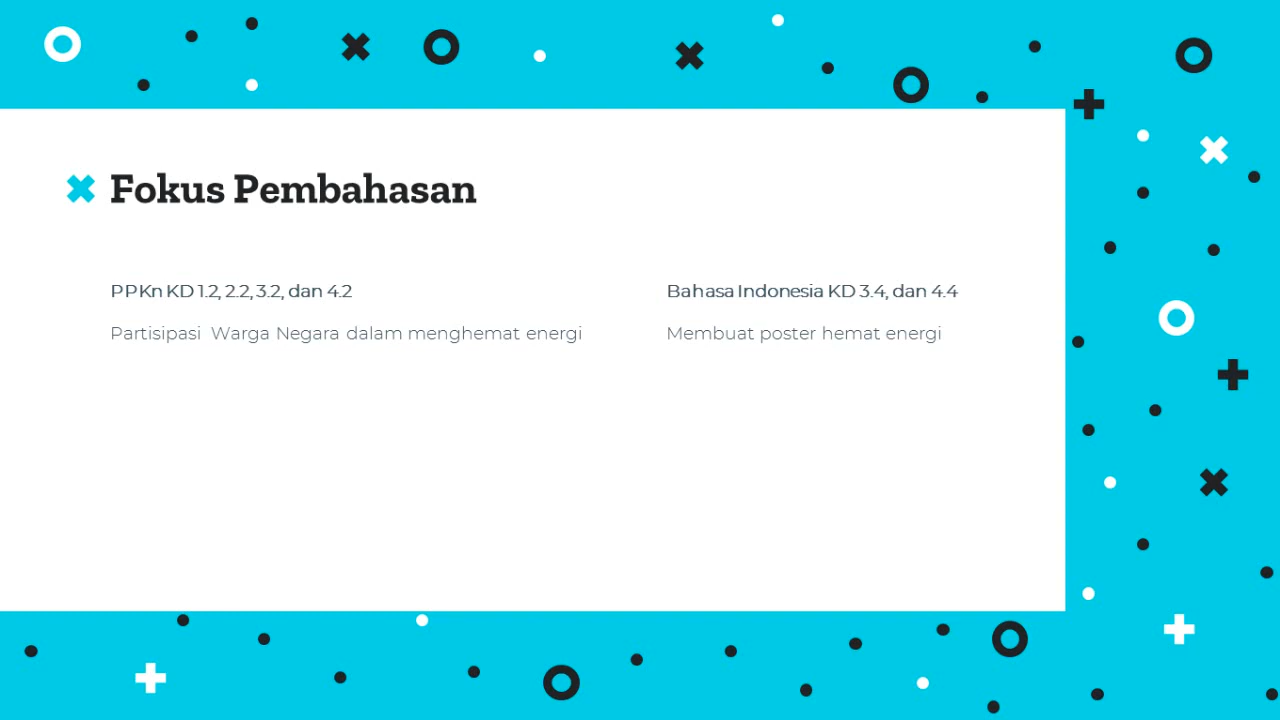 Fokus Pembahasan
PPKn KD 1.2, 2.2, 3.2, dan 4.2
Partisipasi Warga Negara dalam menghemat energi
Bahasa Indonesia KD 3.4, dan 4.4
Membuat poster hemat energi